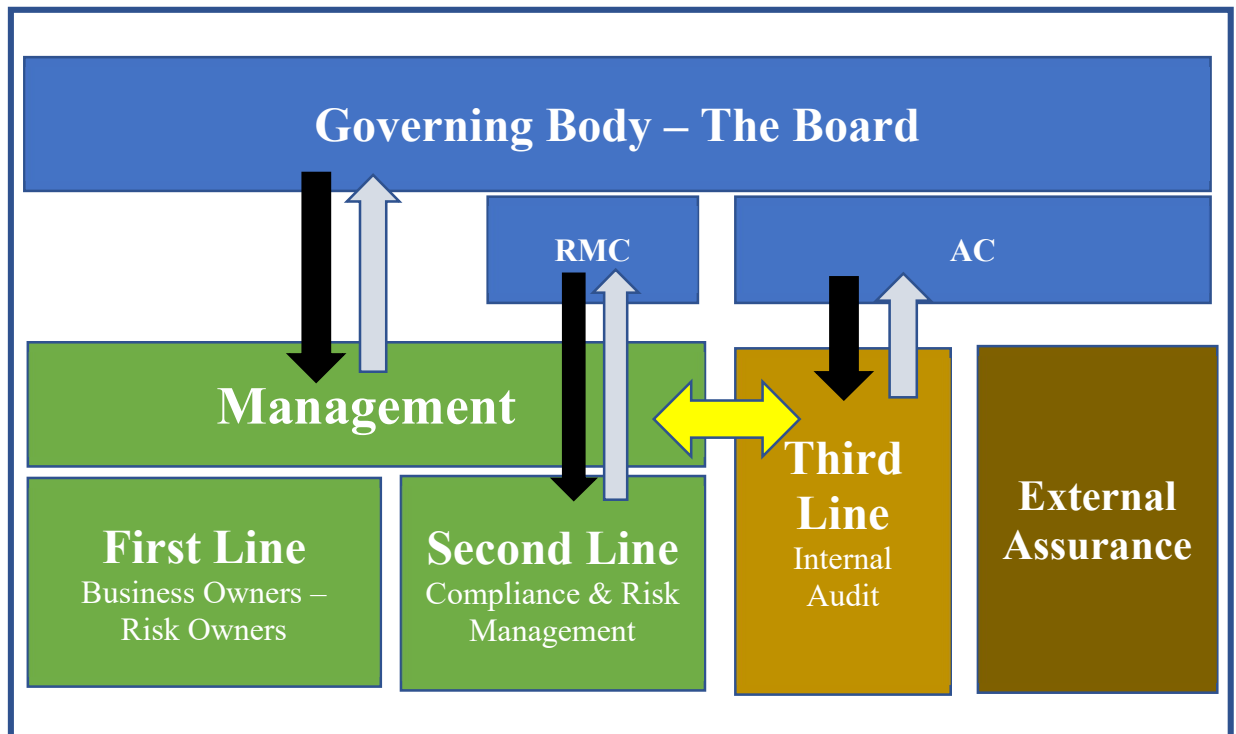 Governing Body – The Board
RMC
AC
Management
First Line
Business Owners –
Risk Owners
Second Line
Compliance & Risk
Management
Third
Line
Internal
Audit
External
Assurance